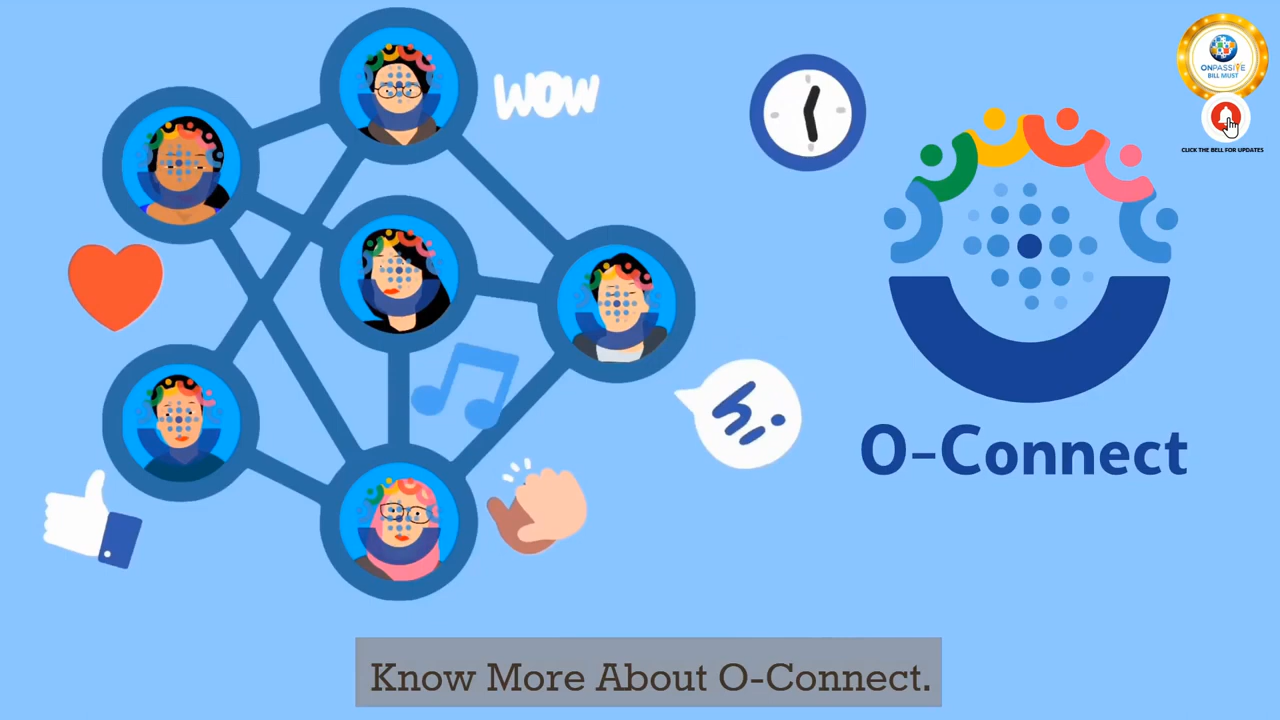 WOW
ONPASSIVE
BILL MUST
CLICK THE BELL FOR UPDATES
hi
O-Connect
Know More About O-Connect.